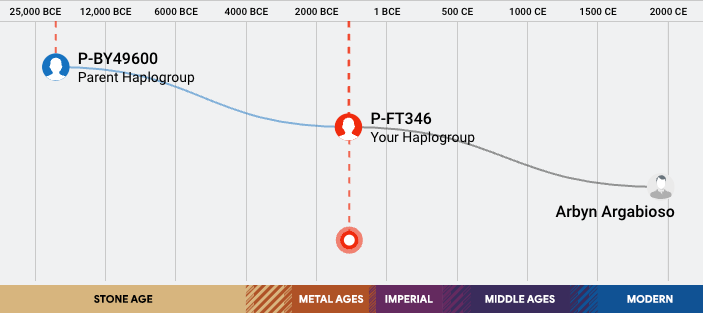 25,000 BCE 12,000 BCE 6000 BCE 4000 BCE 2000 BCE 1 BCE 500 CE 1000 CE 1500 CE 2000 CE
P-BY49600
Parent Haplogroup
P-FT346
Your Haplogroup
Arbyn Argabioso
STONE AGE METAL AGES IMPERIAL MIDDLE AGES MODERN